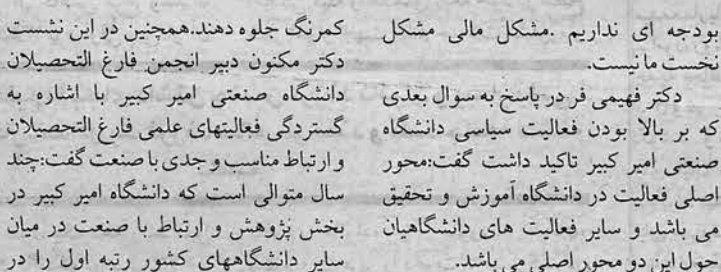 بودجه ای نداریم .مشکل مالی مشکل
نخست ما نیست.
دکتر فهیمی فر در پاسخ به سوال بعدی
که بر بالا بودن فعالیت سیاسی دانشگاه
صنعتی امیر کبیر تاکید داشت گفت:محور
اصلی فعالیت در دانشگاه آموزش و تحقیق
می باشد و سایر فعالیت های دانشگاهیان
حول این دو محور اصلی می باشد.
کمرنگ جلوه دهند.همچنین در این نشست
دکتر مکنون دبیر انجمن فارغ التحصیلان
دانشگاه صنعتی امیر کبیر با اشاره به
گستردگی فعالیتهای علمی فارغ التحصیلان
و ارتباط مناسب و جدی با صنعت گفت:چند
سال متوالی است که دانشگاه امیر کبیر در
بخش پژوهش و ارتباط با صنعت در میان
سایر دانشگاههای کشور رتبه اول را در